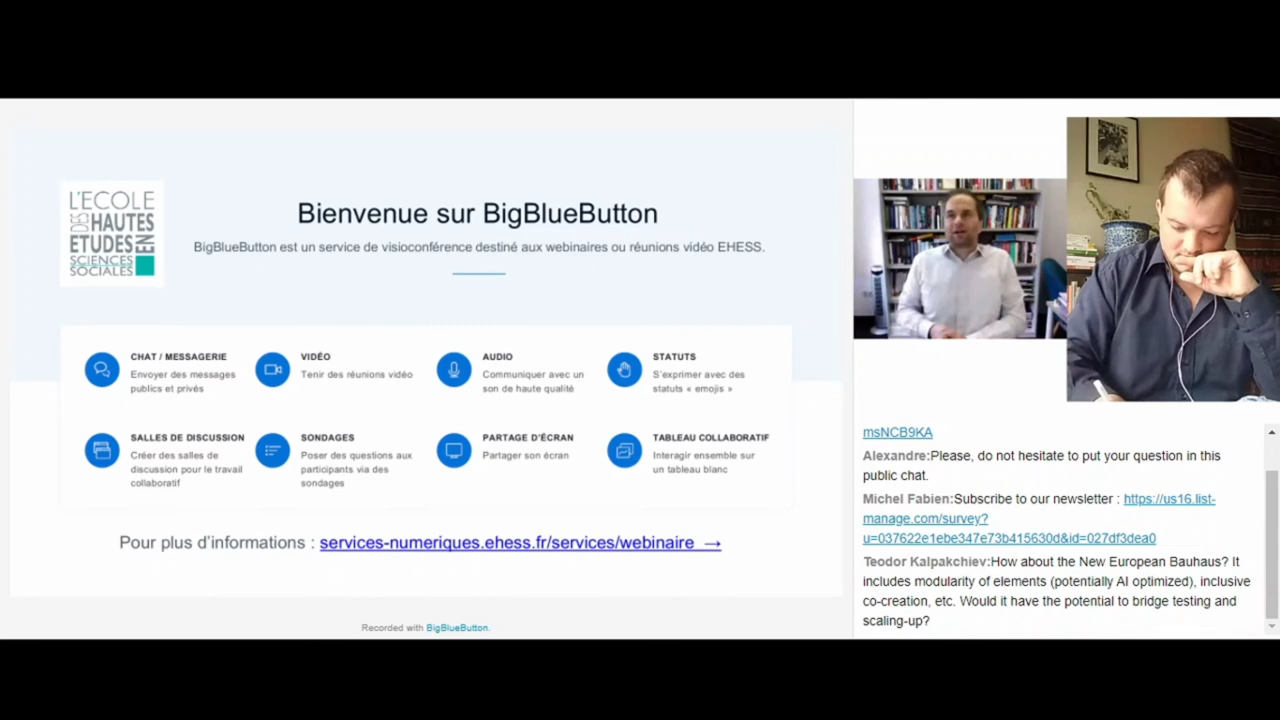 L'ECOLE
DES HAUTES
ETUDES EN
SCIENCES
SOCIALES
Bienvenue sur BigBlueButton
BigBlueButton est un service de visioconférence destiné aux webinaires ou réunions vidéo EHESS.
CHAT / MESSAGERIE
Envoyer des messages
publics et privés
VIDÉO
Tenir des réunions vidéo
AUDIO
Communiquer avec un
son de haute qualité
STATUTS
S'exprimer avec des
statuts « emojis »
SALLES DE DISCUSSION
Créer des salles de
discussion pour le travail
collaboratif
SONDAGES
Poser des questions aux
participants via des
sondages
PARTAGE D'ÉCRAN
Partager son écran
TABLEAU COLLABORATIF
Interagir ensemble sur
un tableau blanc
Pour plus d'informations : services-numeriques.ehess.fr/services/webinaire →
Recorded with BigBlueButton.
msNCB9KA
Alexandre:Please, do not hesitate to put your question in this
public chat.
Michel Fabien:Subscribe to our newsletter : https://us16.list-
manage.com/survey?
u=037622e1ebe347e73b415630d&id=027df3dea0
Teodor Kalpakchiev:How about the New European Bauhaus? It
includes modularity of elements (potentially AI optimized), inclusive
co-creation, etc. Would it have the potential to bridge testing and
scaling-up?